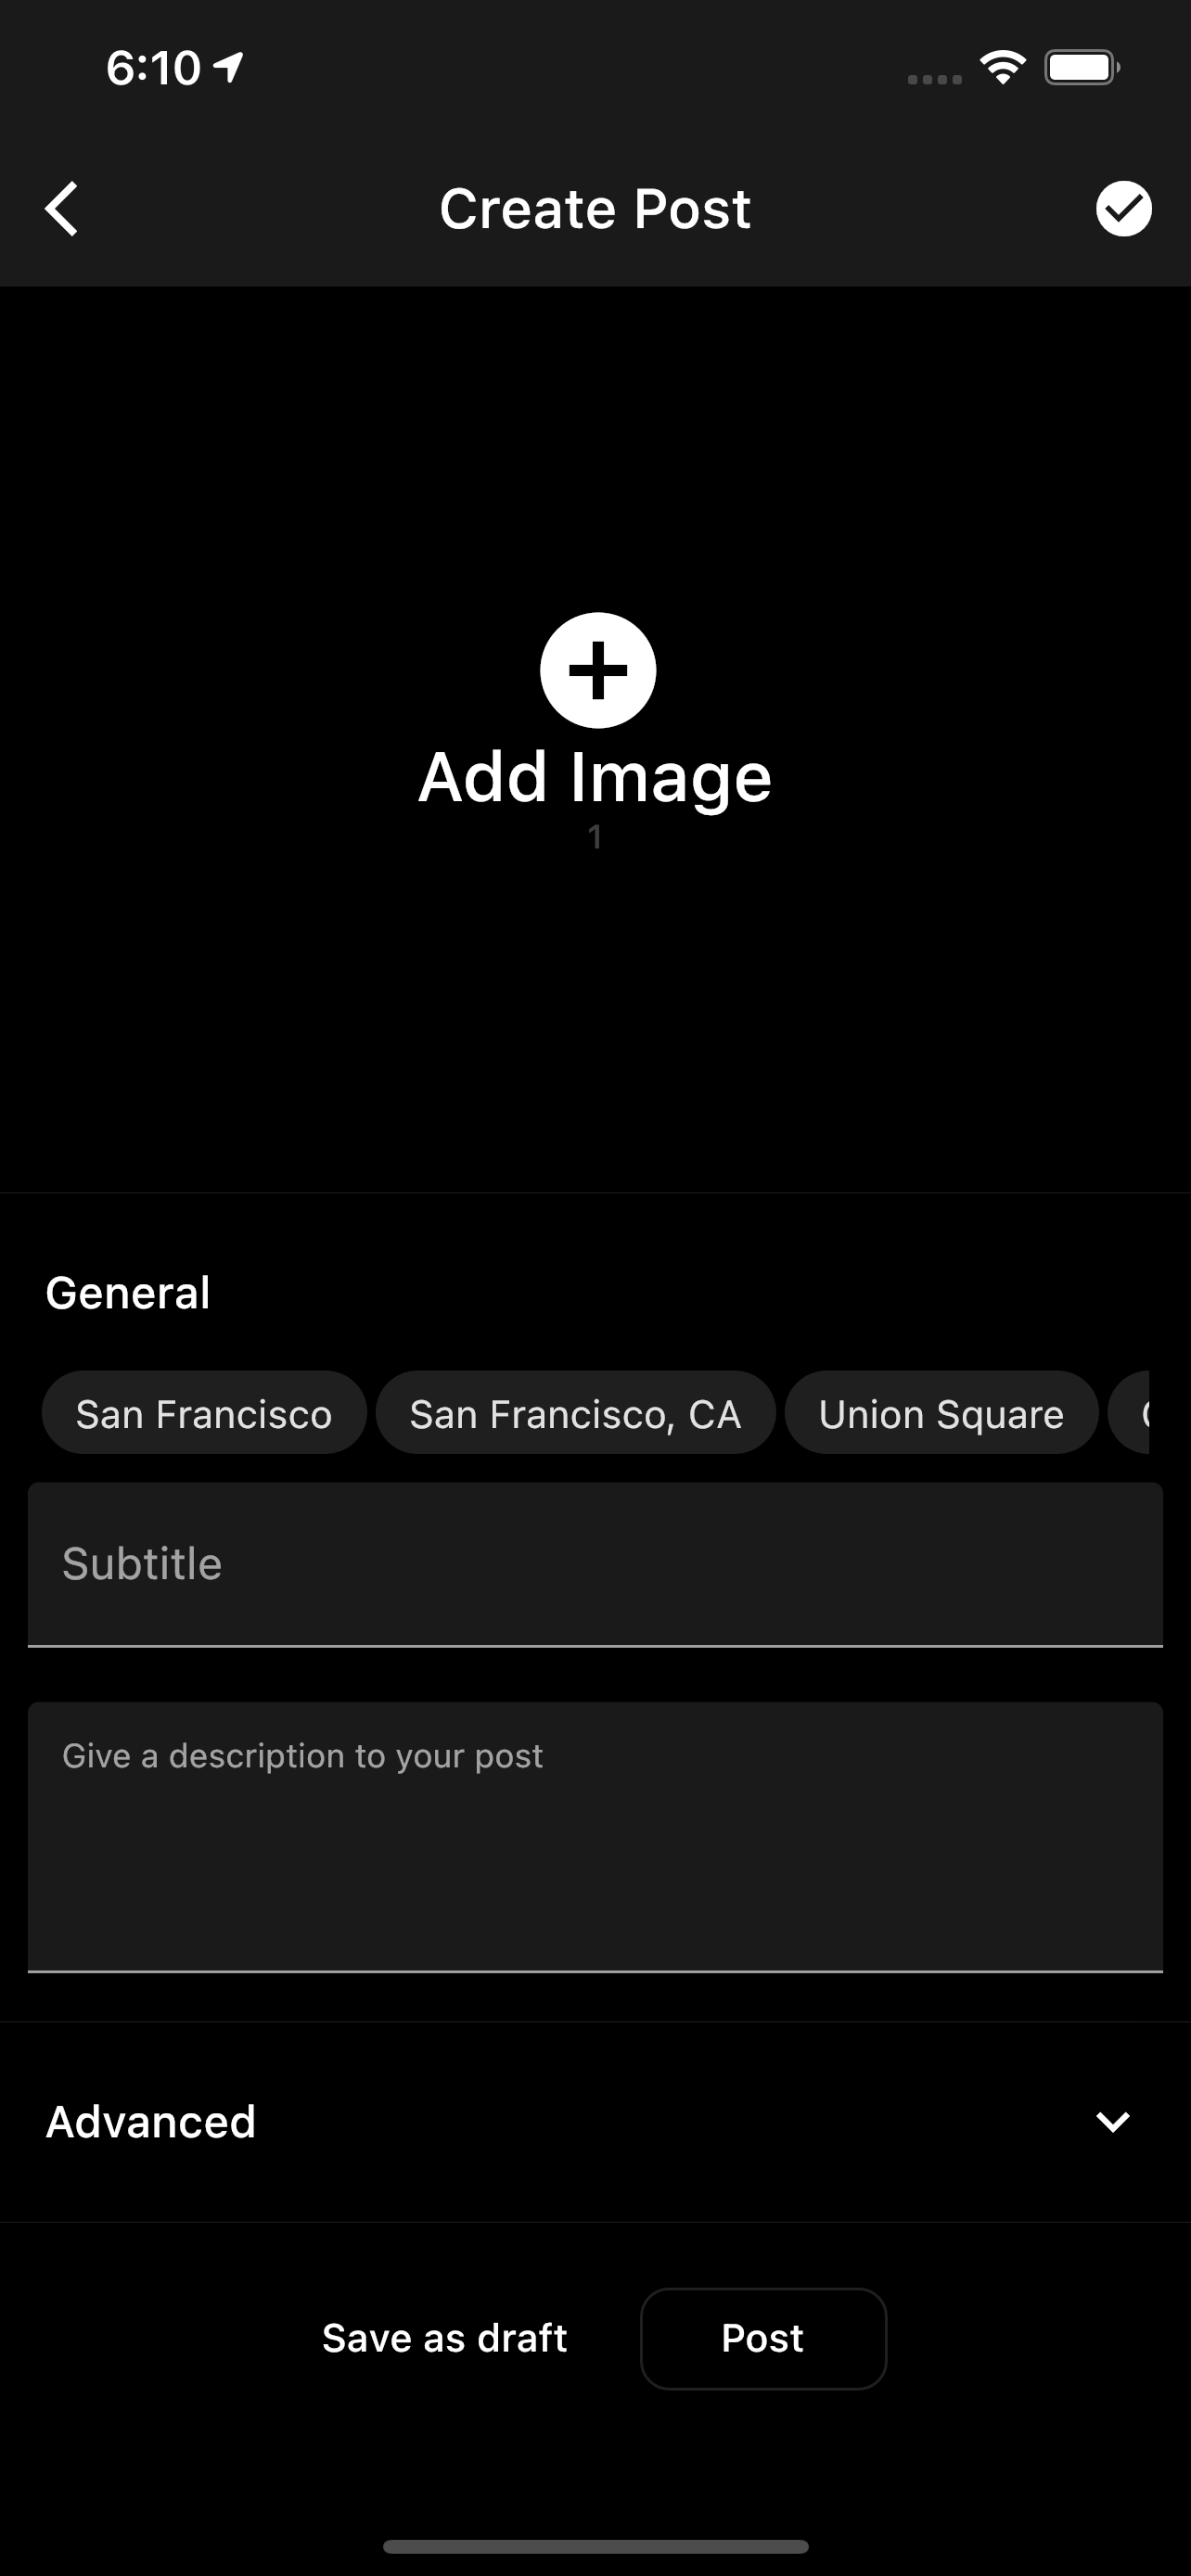 6:10
Create Post
Add Image
1
General
San Francisco San Francisco, CA Union Square
Subtitle
Give a description to your post
Advanced
Save as draft Post